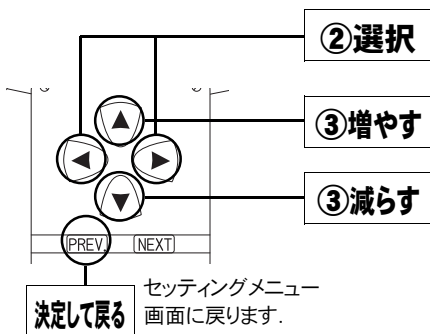 ②選択
③増やす
③減らす
PREV. NEXT
決定して戻る
セッティングメニュー
画面に戻ります.